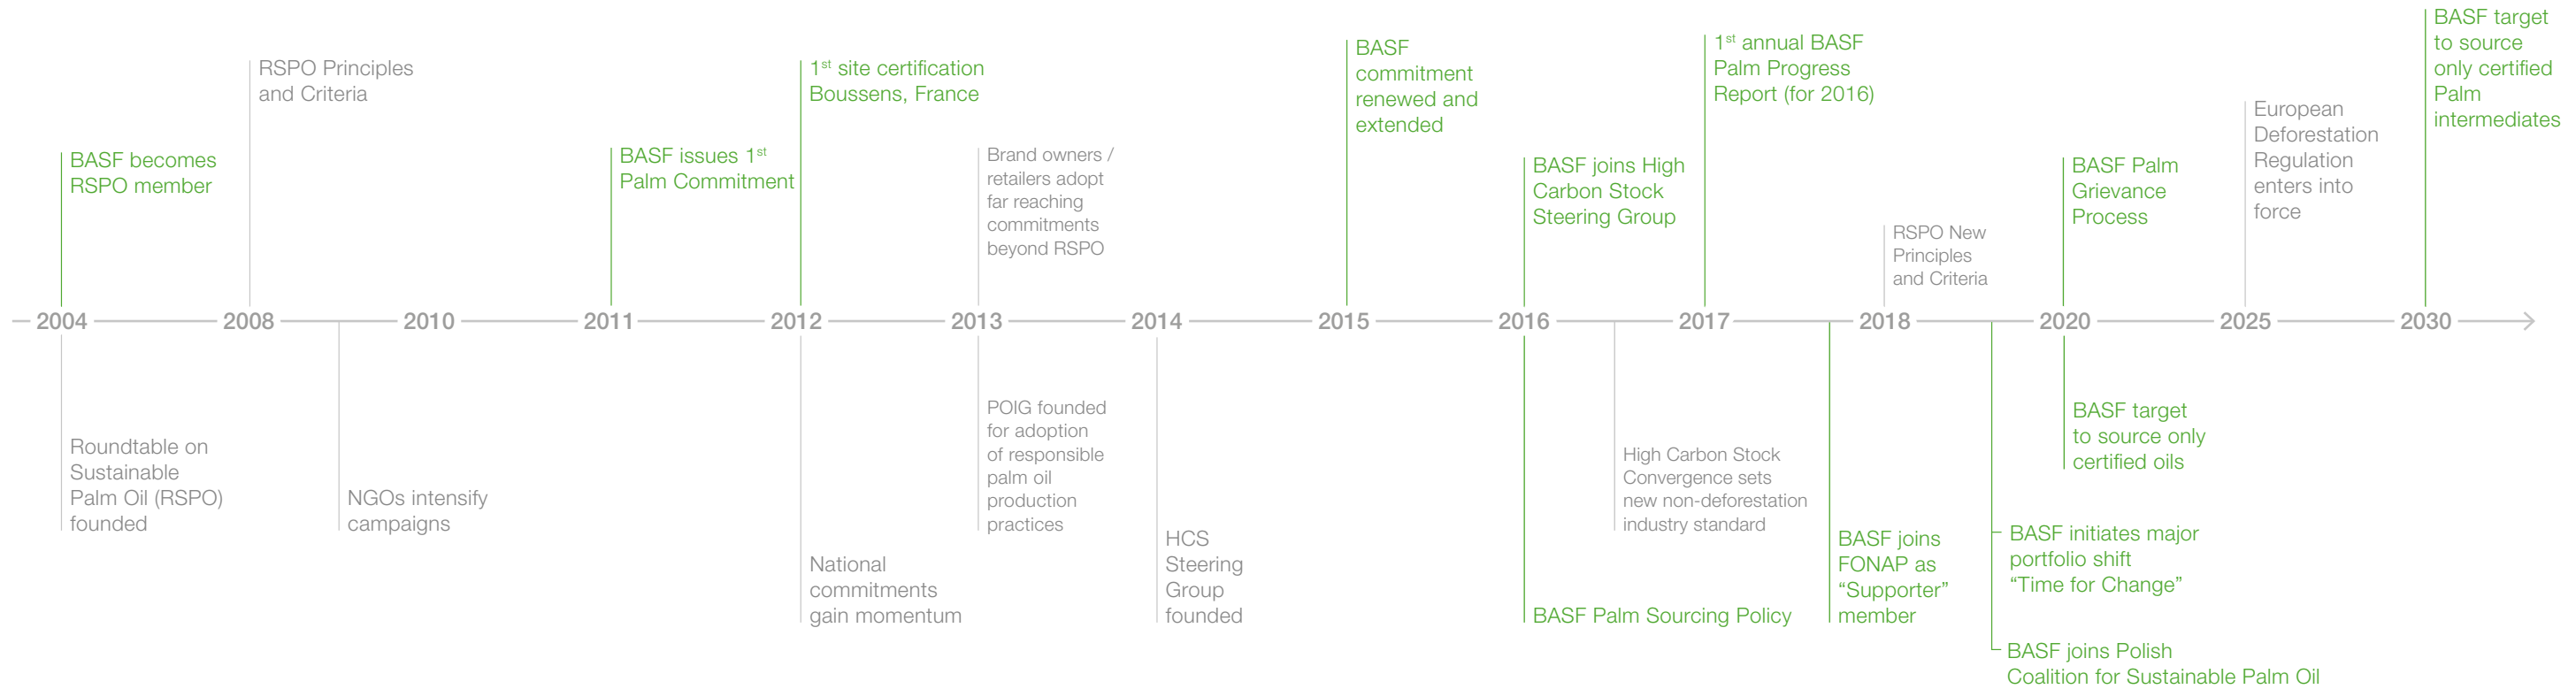 BASF becomes
RSPO member
RSPO Principles
and Criteria
BASF issues 1st
Palm Commitment
1st site certification
Boussens, France
Brand owners /
retailers adopt
far reaching
commitments
beyond RSPO
BASF
commitment
renewed and
extended
BASF joins High
Carbon Stock
Steering Group
1st annual BASF
Palm Progress
Report (for 2016)
RSPO New
Principles
and Criteria
BASF Palm
Grievance
Process
European
Deforestation
Regulation
enters into
force
BASF target
to source
only certified
Palm
intermediates
2004 2008 2010 2011 2012 2013 2014 2015 2016 2017 2018 2020 2025 2030
Roundtable on
Sustainable
Palm Oil (RSPO)
founded
NGOs intensify
campaigns
National
commitments
gain momentum
POIG founded
for adoption
of responsible
palm oil
production
practices
HCS
Steering
Group
founded
BASF Palm Sourcing Policy
High Carbon Stock
Convergence sets
new non-deforestation
industry standard
BASF joins
FONAP as
“Supporter”
member
BASF target
to source only
certified oils
BASF initiates major
portfolio shift
“Time for Change”
BASF joins Polish
Coalition for Sustainable Palm Oil